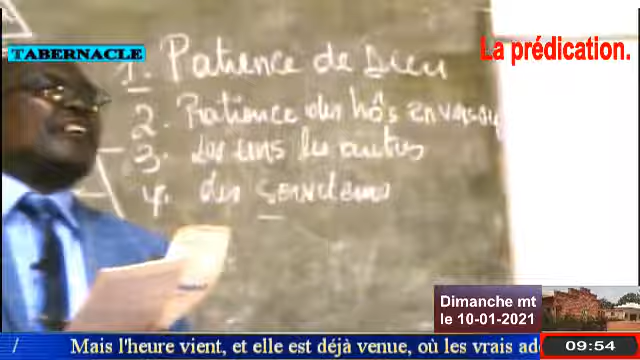 TABERNACLE
La prédication.
1. Patience de Dieu
2. Patience des hôs envers
3. Les uns les autres
4. des serviteurs
Dimanche mt
le 10-01-2021
/ Mais l'heure vient, et elle est déjà venue, où les vrais ado
09:54